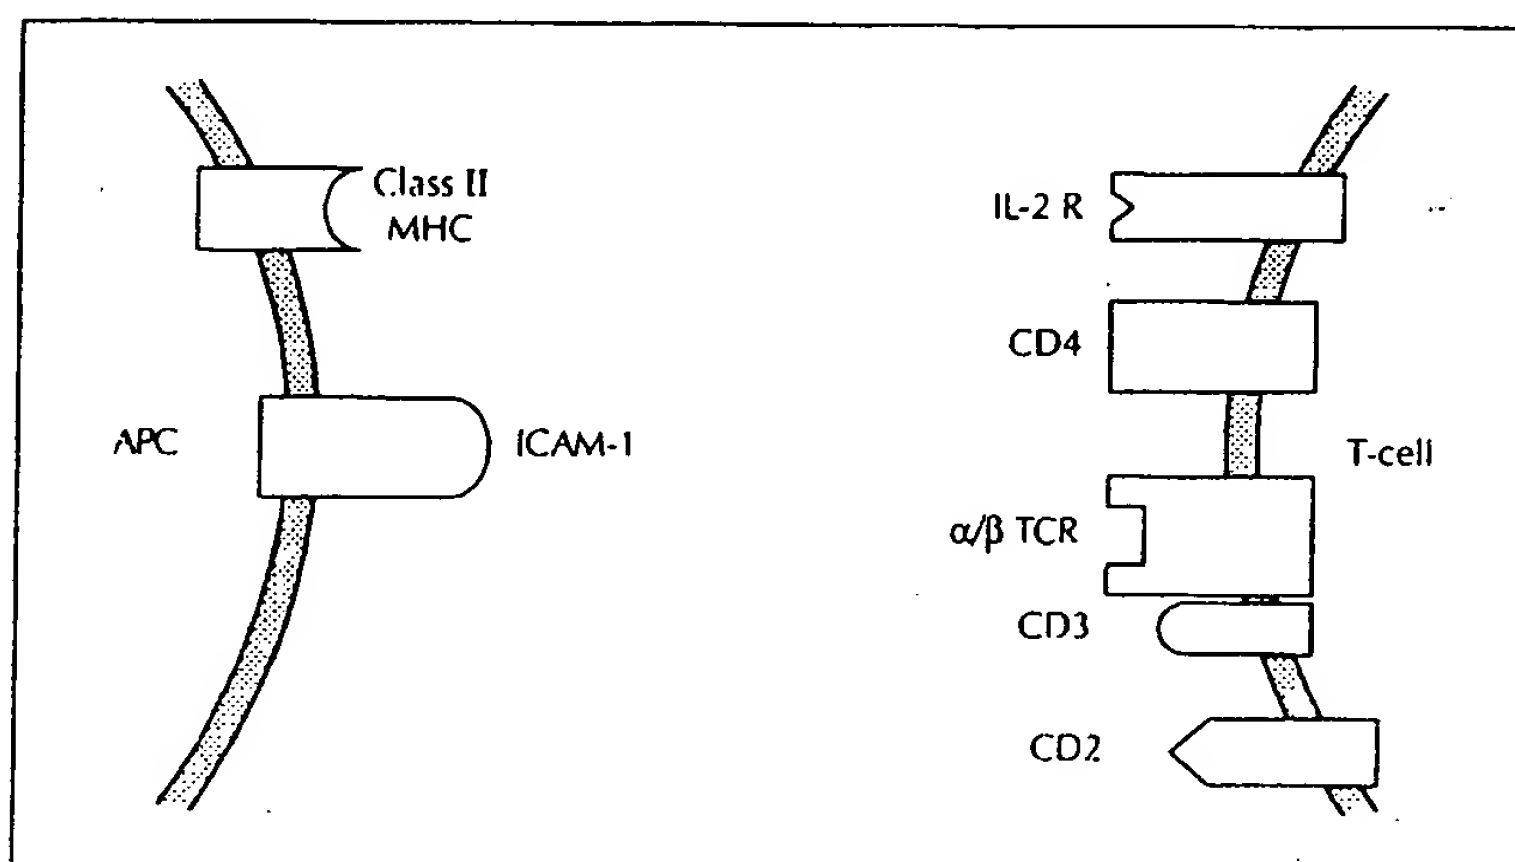 Class II
MHC
APC
ICAM-1
IL-2 R
CD4
T-cell
α/β TCR
CD3
CD2